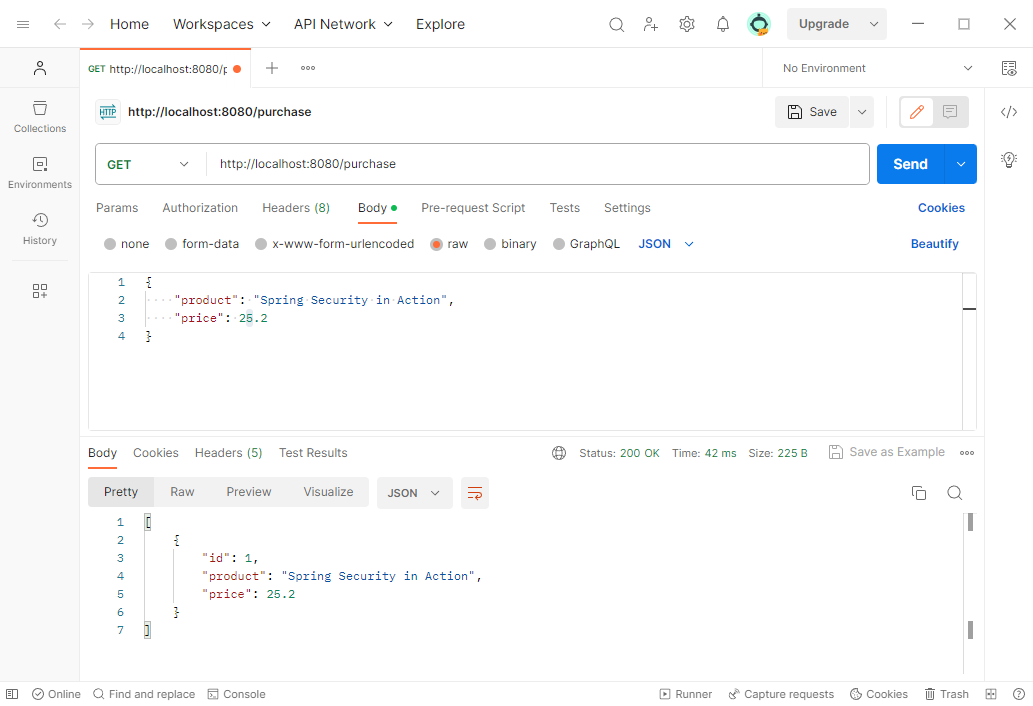 Home Workspaces API Network Explore Upgrade
GET http://localhost:8080/p No Environment
HTTP http://localhost:8080/purchase Save
Collections
Environments
History
GET http://localhost:8080/purchase Send
Params Authorization Headers (8) Body Pre-request Script Tests Settings Cookies
none form-data x-www-form-urlencoded raw binary GraphQL JSON Beautify
1 {
2 "product": "Spring Security in Action",
3 "price": 25.2
4 }
Body Cookies Headers (5) Test Results Status: 200 OK Time: 42 ms Size: 225 B Save as Example
Pretty Raw Preview Visualize JSON
1 [
2 {
3 "id": 1,
4 "product": "Spring Security in Action",
5 "price": 25.2
6 }
7 ]
Online Find and replace Console Runner Capture requests Cookies Trash